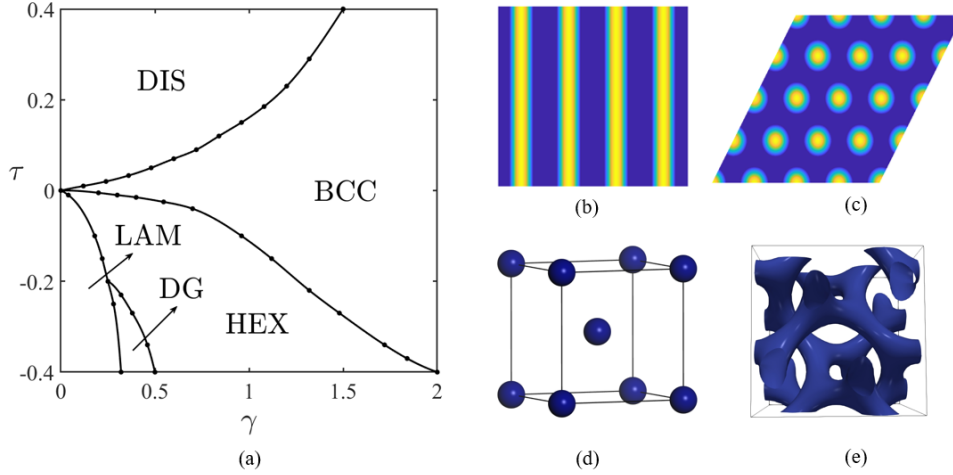 0.4
DIS
0.2
τ
0
BCC
LAM
-0.2
DG
HEX
-0.4
0
0.5
1
1.5
2
γ
(a)
(b)
(c)
(d)
(e)